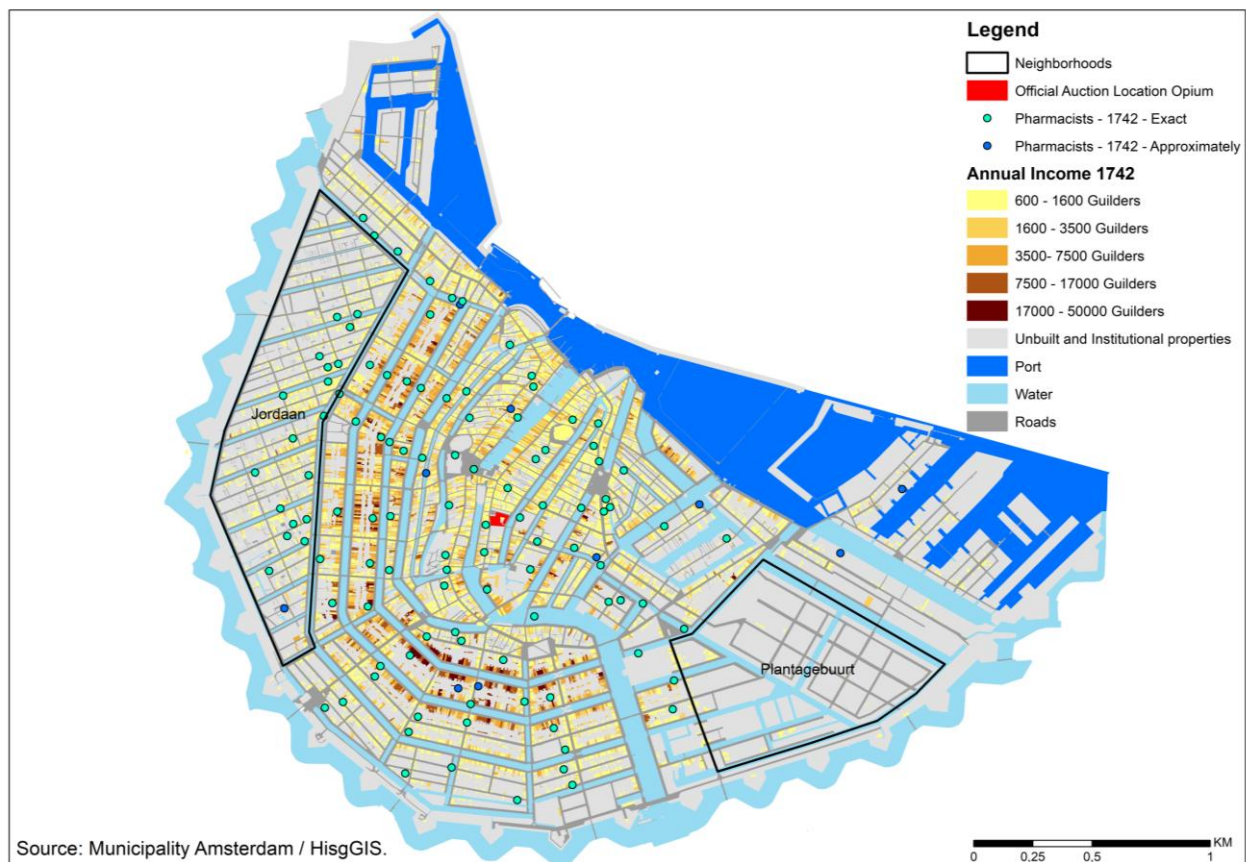 Legend
Neighborhoods
Official Auction Location Opium
Pharmacists - 1742 - Exact
Pharmacists - 1742 - Approximately
Annual Income 1742
600 - 1600 Guilders
1600 - 3500 Guilders
3500- 7500 Guilders
7500 - 17000 Guilders
17000 - 50000 Guilders
Unbuilt and Institutional properties
Port
Water
Roads
Jordaan
Plantagebuurt
Source: Municipality Amsterdam / HisgGIS.
KM
0 0,25 0,5 1